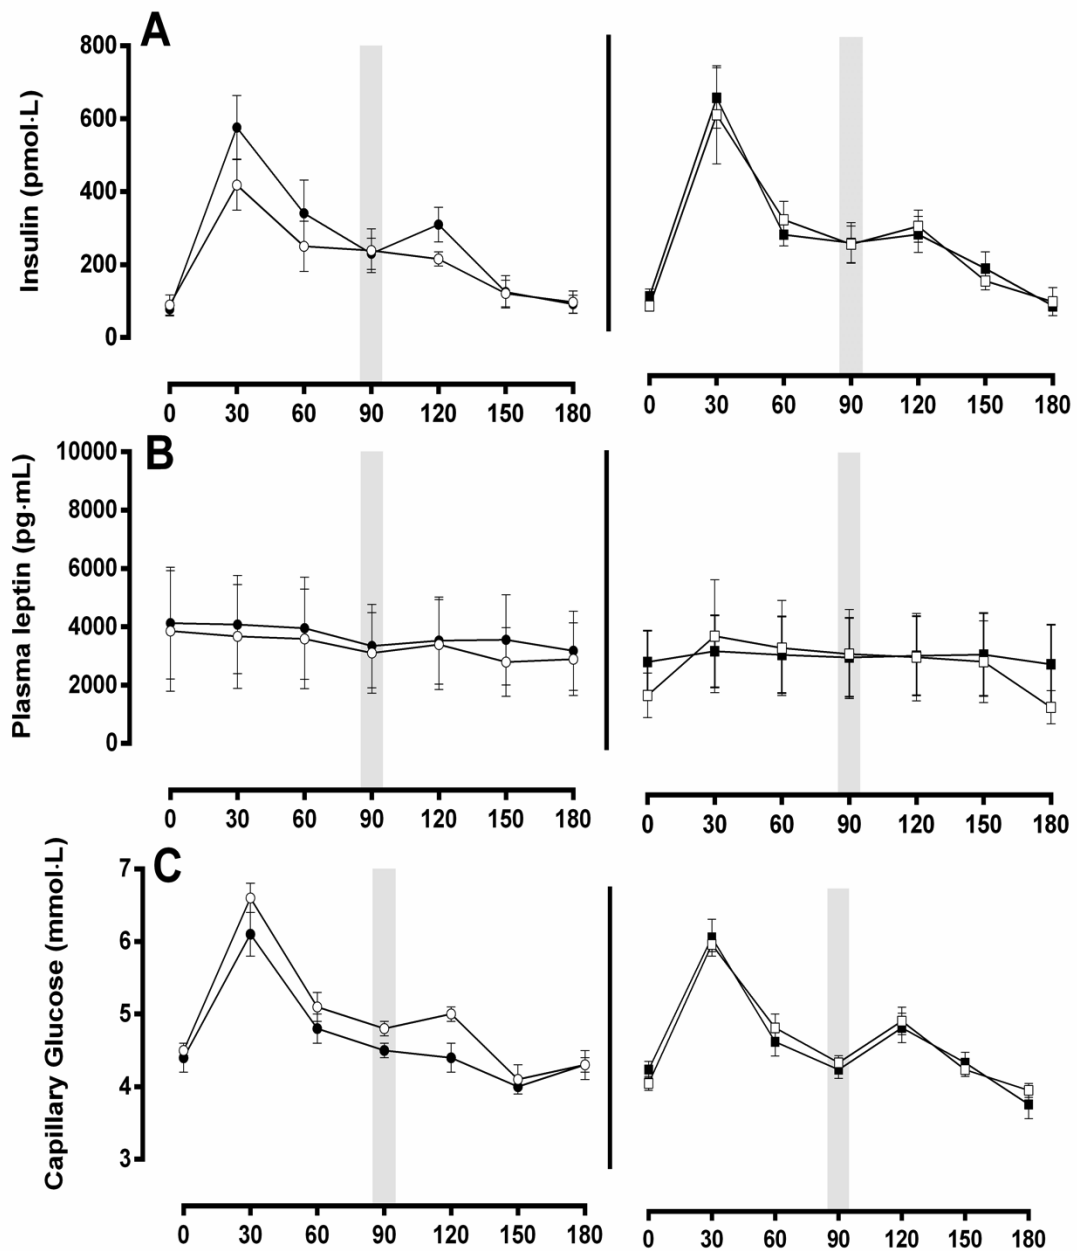 A
Insulin (pmol·L)
800
600
400
200
0
0 30 60 90 120 150 180
0 30 60 90 120 150 180
B
Plasma leptin (pg·mL)
10000
8000
6000
4000
2000
0
0 30 60 90 120 150 180
0 30 60 90 120 150 180
C
Capillary Glucose (mmol·L)
7
6
5
4
3
0 30 60 90 120 150 180
0 30 60 90 120 150 180